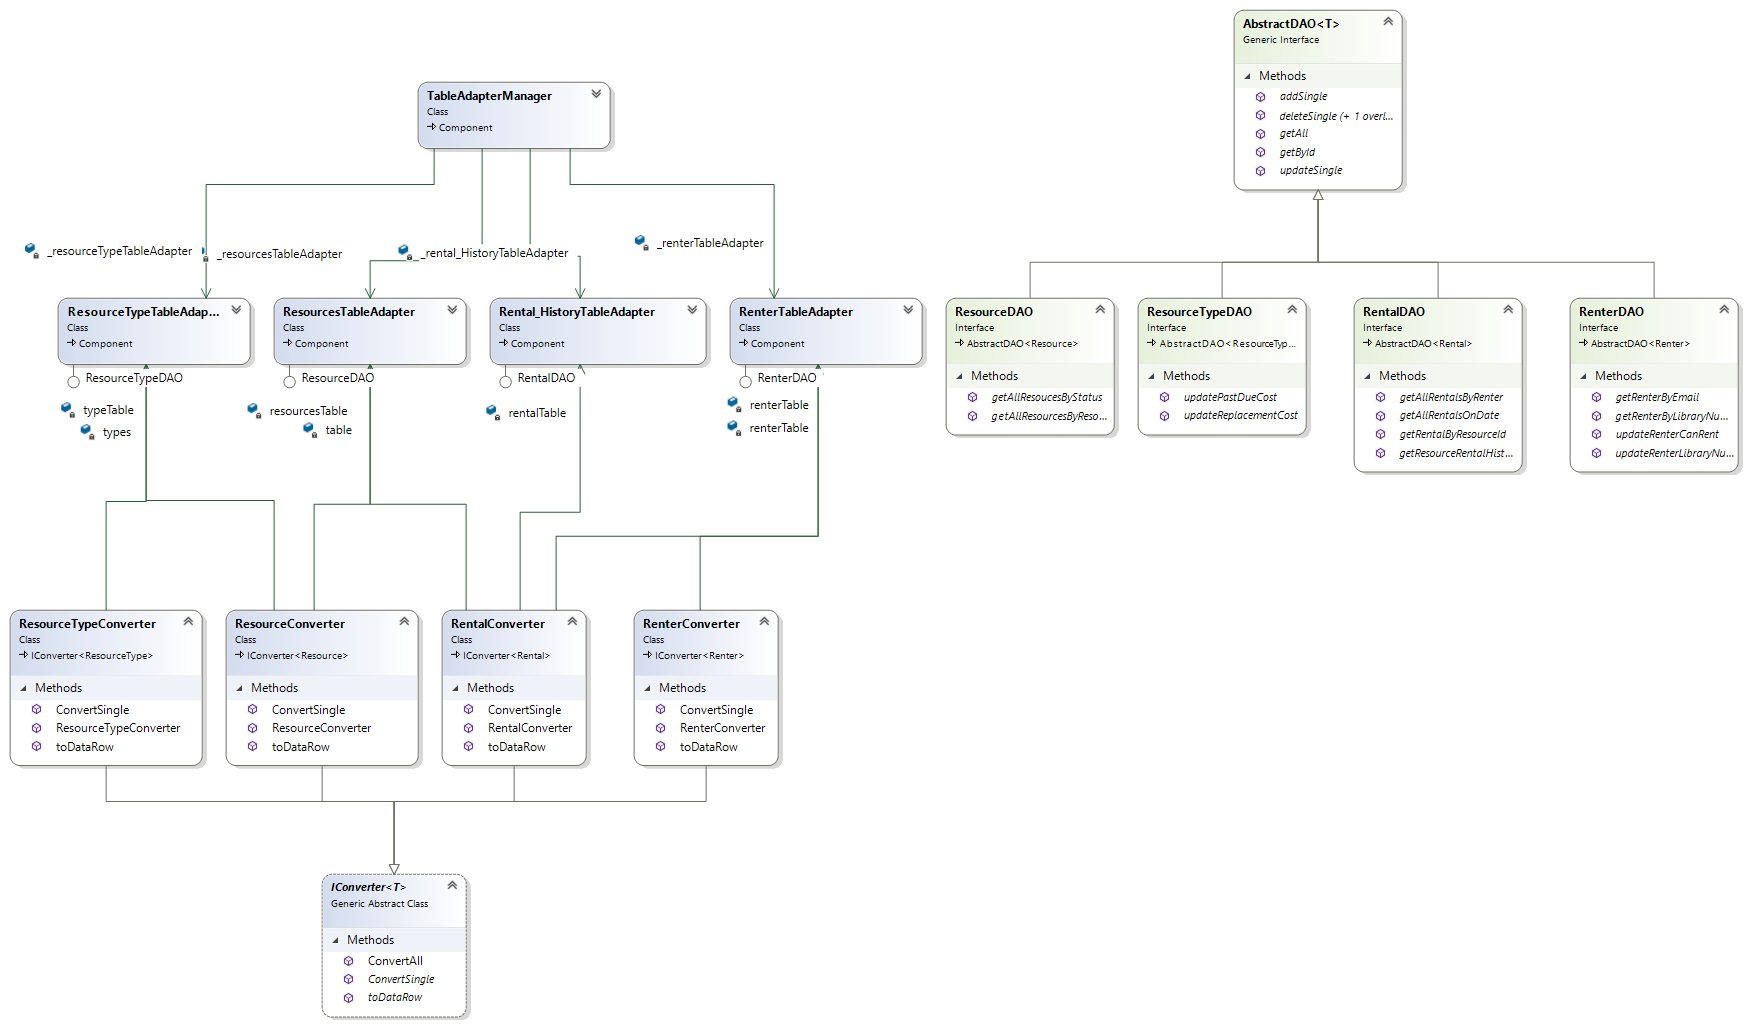 AbstractDAO<T>
Generic Interface
Methods
addSingle
deleteSingle (+ 1 overl...
getAll
getById
updateSingle
TableAdapterManager
Class
Component
_resourceTypeTableAdapter
_resourcesTableAdapter
_rental_HistoryTableAdapter
_renterTableAdapter
ResourceTypeTableAdap...
Class
Component
ResourceTypeDAO
ResourcesTableAdapter
Class
Component
ResourceDAO
Rental_HistoryTableAdapter
Class
Component
RentalDAO
RenterTableAdapter
Class
Component
RenterDAO
typeTable
types
resourcesTable
table
rentalTable
renterTable
renterTable
ResourceDAO
Interface
AbstractDAO<Resource>
Methods
getAllResoucesByStatus
getAllResourcesByReso...
ResourceTypeDAO
Interface
AbstractDAO<ResourceTyp...
Methods
updatePastDueCost
updateReplacementCost
RentalDAO
Interface
AbstractDAO<Rental>
Methods
getAllRentalsByRenter
getAllRentalsOnDate
getRentalByResourceId
getResourceRentalHist...
RenterDAO
Interface
AbstractDAO<Renter>
Methods
getRenterByEmail
getRenterByLibraryNu...
updateRenterCanRent
updateRenterLibraryNu...
ResourceTypeConverter
Class
IConverter<ResourceType>
Methods
ConvertSingle
ResourceTypeConverter
toDataRow
ResourceConverter
Class
IConverter<Resource>
Methods
ConvertSingle
ResourceConverter
toDataRow
RentalConverter
Class
IConverter<Rental>
Methods
ConvertSingle
RentalConverter
toDataRow
RenterConverter
Class
IConverter<Renter>
Methods
ConvertSingle
RenterConverter
toDataRow
IConverter<T>
Generic Abstract Class
Methods
ConvertAll
ConvertSingle
toDataRow